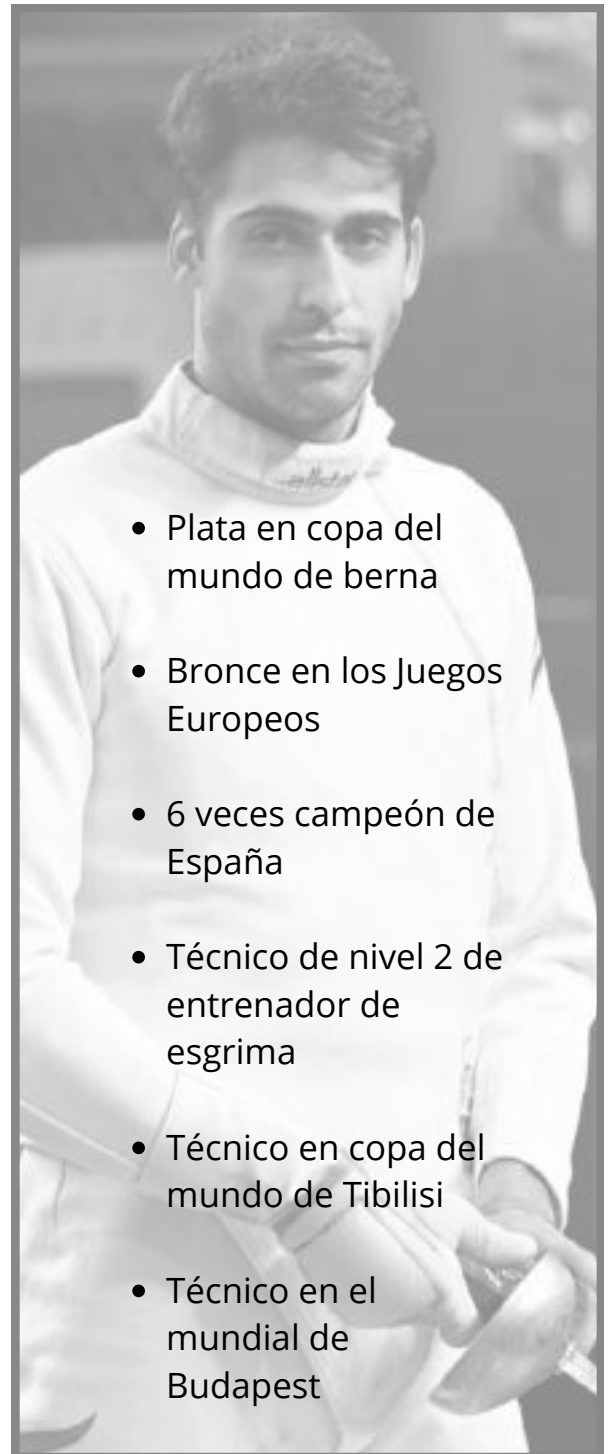 • Plata en copa del
mundo de berna
• Bronce en los Juegos
Europeos
• 6 veces campeón de
España
• Técnico de nivel 2 de
entrenador de
esgrima
• Técnico en copa del
mundo de Tibilisi
• Técnico en el
mundial de
Budapest